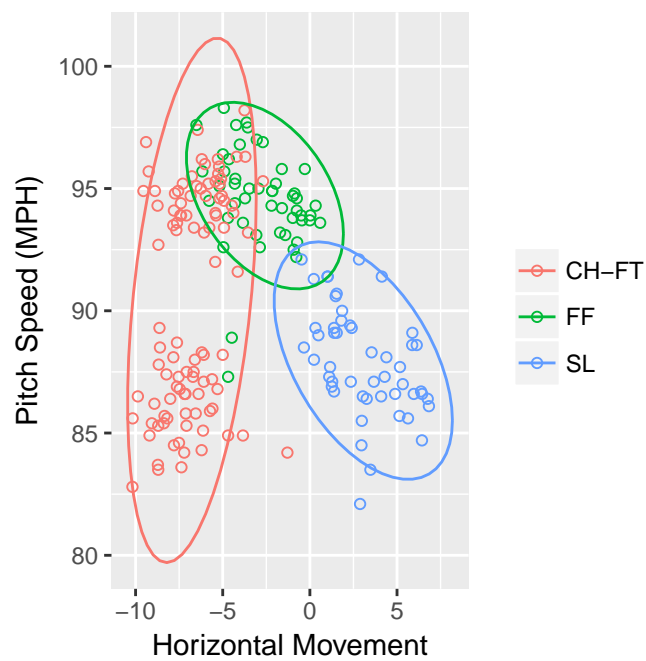 100
95
90
85
80
Pitch Speed (MPH)
−10 −5 0 5
Horizontal Movement
CH−FT
FF
SL